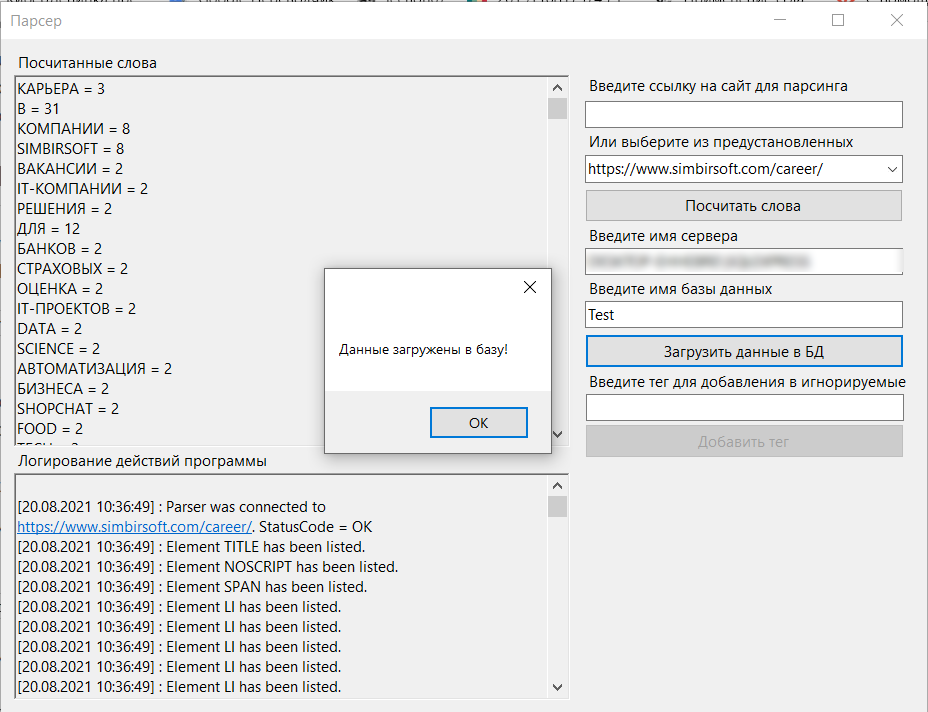 Парсер
Посчитанные слова
КАРЬЕРА = 3
В = 31
КОМПАНИИ = 8
SIMBIRSOFT = 8
ВАКАНСИИ = 2
IT-КОМПАНИИ = 2
РЕШЕНИЯ = 2
ДЛЯ = 12
БАНКОВ = 2
СТРАХОВЫХ = 2
ОЦЕНКА = 2
IT-ПРОЕКТОВ = 2
DATA = 2
SCIENCE = 2
АВТОМАТИЗАЦИЯ = 2
БИЗНЕСА = 2
SHOPCHAT = 2
FOOD = 2
Логирование действий программы
[20.08.2021 10:36:49] : Parser was connected to
https://www.simbirsoft.com/career/. StatusCode = OK
[20.08.2021 10:36:49] : Element TITLE has been listed.
[20.08.2021 10:36:49] : Element NOSCRIPT has been listed.
[20.08.2021 10:36:49] : Element SPAN has been listed.
[20.08.2021 10:36:49] : Element LI has been listed.
[20.08.2021 10:36:49] : Element LI has been listed.
[20.08.2021 10:36:49] : Element LI has been listed.
[20.08.2021 10:36:49] : Element LI has been listed.
[20.08.2021 10:36:49] : Element LI has been listed.
Введите ссылку на сайт для парсинга
Или выберите из предустановленных
https://www.simbirsoft.com/career/
Посчитать слова
Введите имя сервера
Введите имя базы данных
Test
Загрузить данные в БД
Введите тег для добавления в игнорируемые
Добавить тег
Данные загружены в базу!
OK